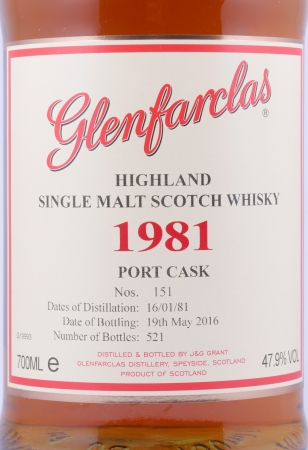 Glenfarclas®
HIGHLAND
SINGLE MALT SCOTCH WHISKY
1981
PORT CASK
Nos. 151
Dates of Distillation: 16/01/81
Date of Bottling: 19th May 2016
Number of Bottles: 521
DISTILLED & BOTTLED BY J&G GRANT
700ML e GLENFARCLAS DISTILLERY, SPEYSIDE, SCOTLAND 47.9% VOL
PRODUCT OF SCOTLAND